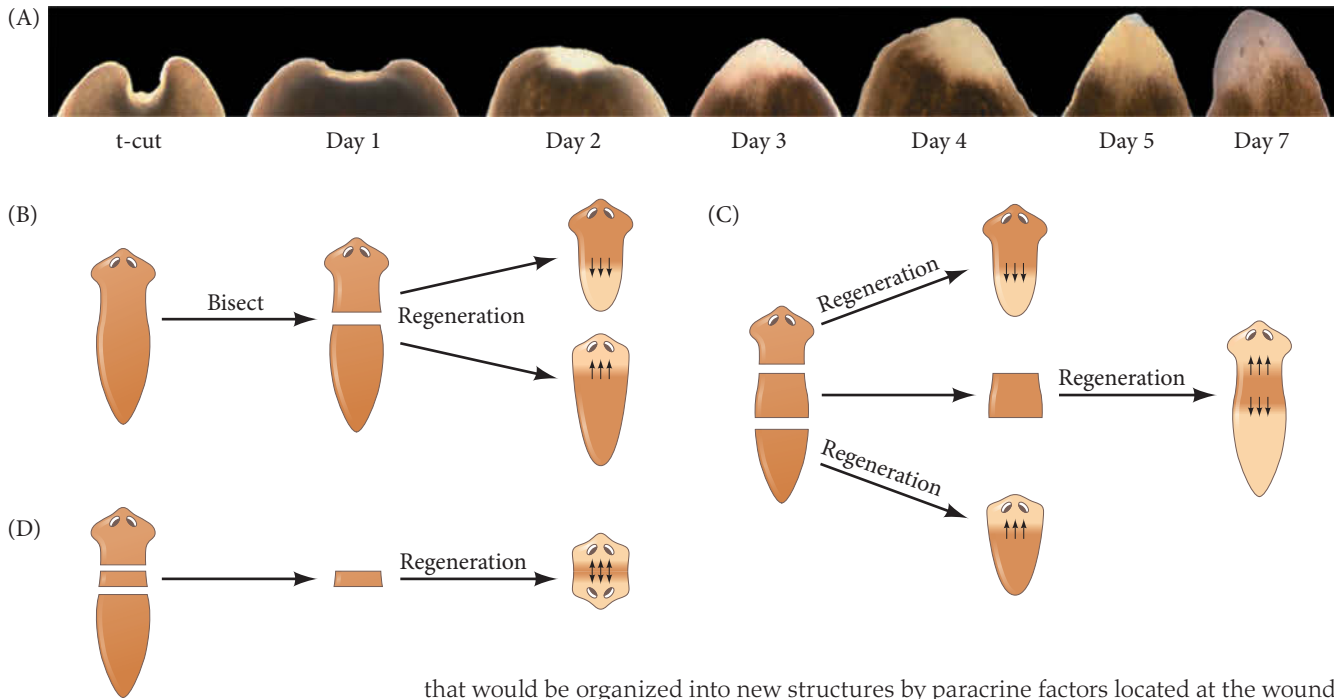 (A)
t-cut Day 1 Day 2 Day 3 Day 4 Day 5 Day 7
(B)
Bisect
Regeneration
(C)
Regeneration
Regeneration
Regeneration
(D)
Regeneration
that would be organized into new structures by paracrine factors located at the wound